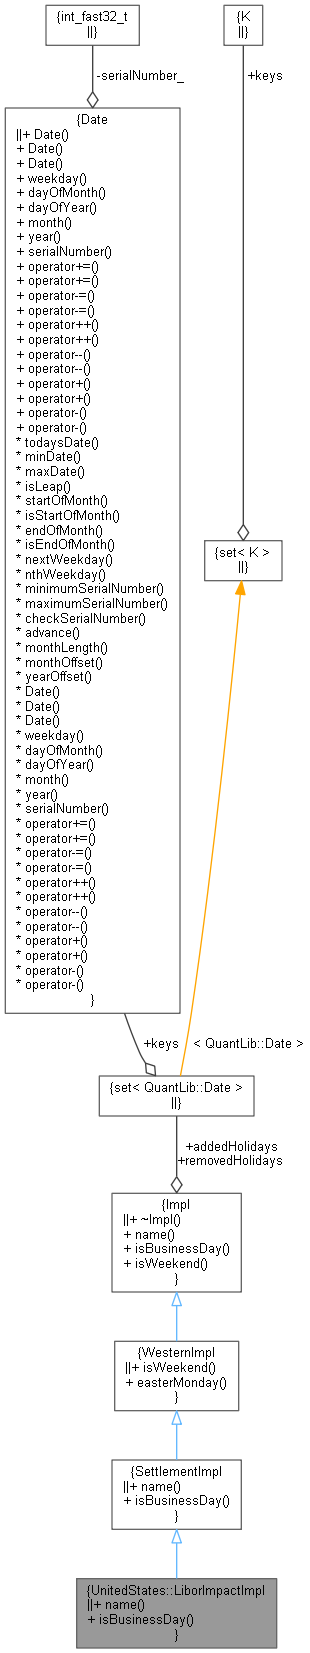 {int_fast32_t
||}
{K
||}
-serialNumber_
+keys
{Date
||+ Date()
+ Date()
+ Date()
+ weekday()
+ dayOfMonth()
+ dayOfYear()
+ month()
+ year()
+ serialNumber()
+ operator+=()
+ operator+=()
+ operator-=()
+ operator-=()
+ operator++()
+ operator++()
+ operator--()
+ operator--()
+ operator+()
+ operator+()
+ operator-()
+ operator-()
* todaysDate()
* minDate()
* maxDate()
* isLeap()
* startOfMonth()
* isStartOfMonth()
* endOfMonth()
* isEndOfMonth()
* nextWeekday()
* nthWeekday()
* minimumSerialNumber()
* maximumSerialNumber()
* checkSerialNumber()
* advance()
* monthLength()
* monthOffset()
* yearOffset()
* Date()
* Date()
* Date()
* weekday()
* dayOfMonth()
* dayOfYear()
* month()
* year()
* serialNumber()
* operator+=()
* operator+=()
* operator-=()
* operator-=()
* operator++()
* operator++()
* operator--()
* operator--()
* operator+()
* operator+()
* operator-()
* operator-()
}
{set< K >
||}
+keys
< QuantLib::Date >
{set< QuantLib::Date >
||}
+addedHolidays
+removedHolidays
{Impl
||+ ~Impl()
+ name()
+ isBusinessDay()
+ isWeekend()
}
{WesternImpl
||+ isWeekend()
+ easterMonday()
}
{SettlementImpl
||+ name()
+ isBusinessDay()
}
{UnitedStates::LiborImpactImpl
||+ name()
+ isBusinessDay()
}